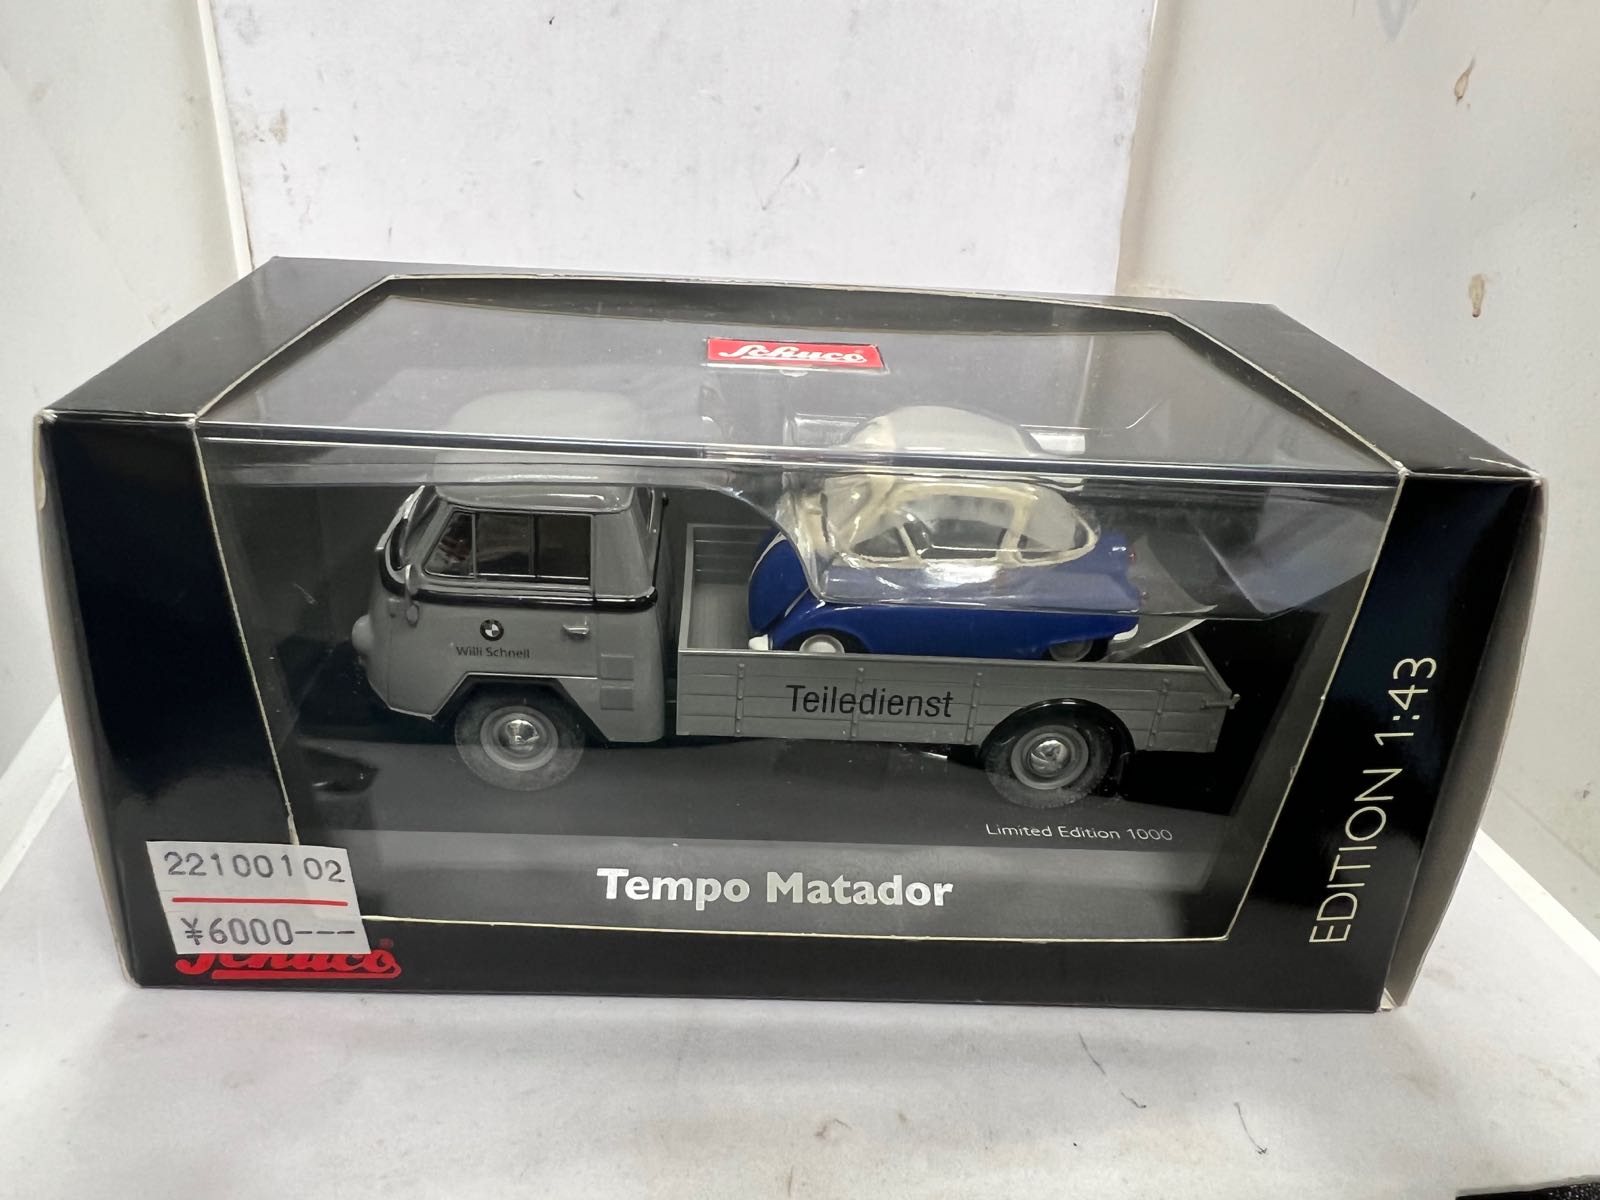 Schuco
Willi Schnell
Teiledienst
Limited Edition 1000
Tempo Matador
EDITION 1:43
22100102
¥6000---
Schuco